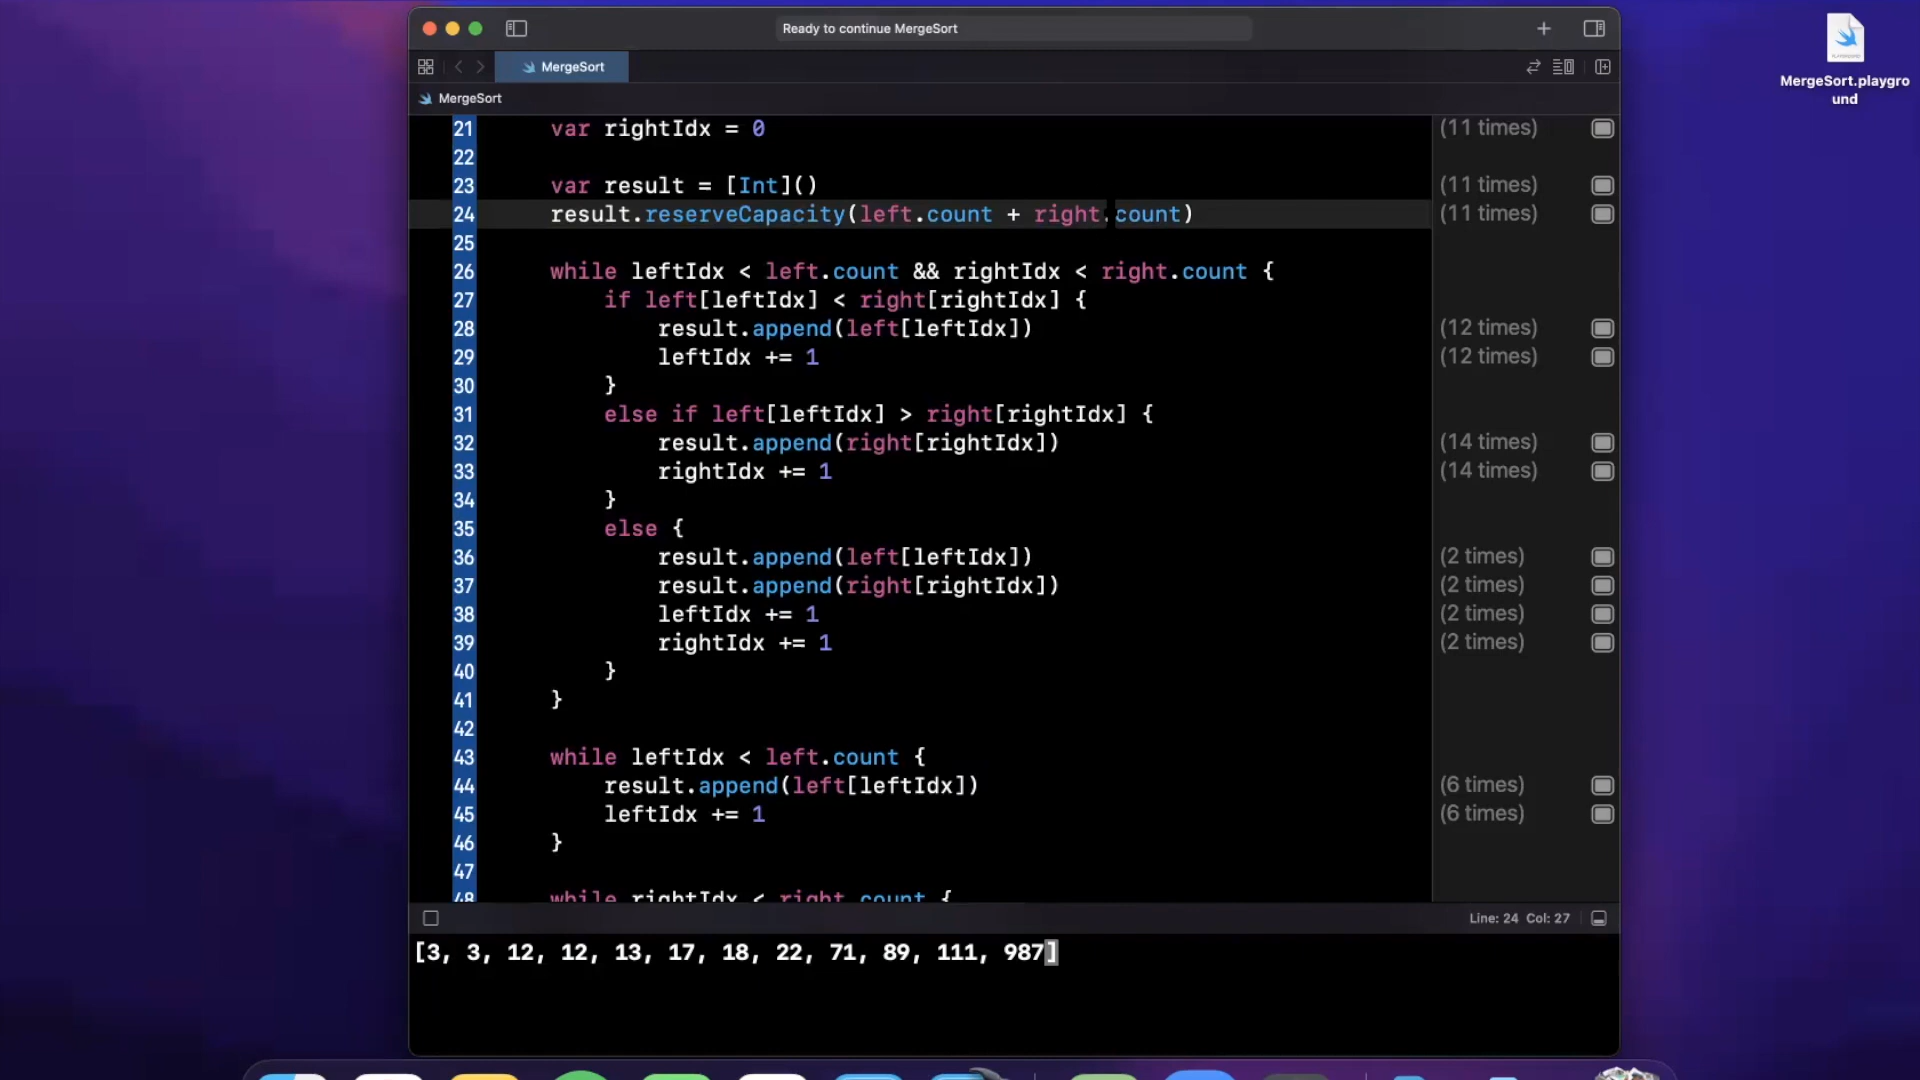 Ready to continue MergeSort
MergeSort
MergeSort
21 var rightIdx = 0 (11 times)
22
23 var result = [Int]() (11 times)
24 result.reserveCapacity(left.count + right.count) (11 times)
25
26 while leftIdx < left.count && rightIdx < right.count {
27 if left[leftIdx] < right[rightIdx] {
28 result.append(left[leftIdx]) (12 times)
29 leftIdx += 1 (12 times)
30 }
31 else if left[leftIdx] > right[rightIdx] {
32 result.append(right[rightIdx]) (14 times)
33 rightIdx += 1 (14 times)
34 }
35 else {
36 result.append(left[leftIdx]) (2 times)
37 result.append(right[rightIdx]) (2 times)
38 leftIdx += 1 (2 times)
39 rightIdx += 1 (2 times)
40 }
41 }
42
43 while leftIdx < left.count {
44 result.append(left[leftIdx]) (6 times)
45 leftIdx += 1 (6 times)
46 }
47
48 while rightIdx < right.count {
Line: 24 Col: 27
[3, 3, 12, 12, 13, 17, 18, 22, 71, 89, 111, 987]
MergeSort.playgro
und